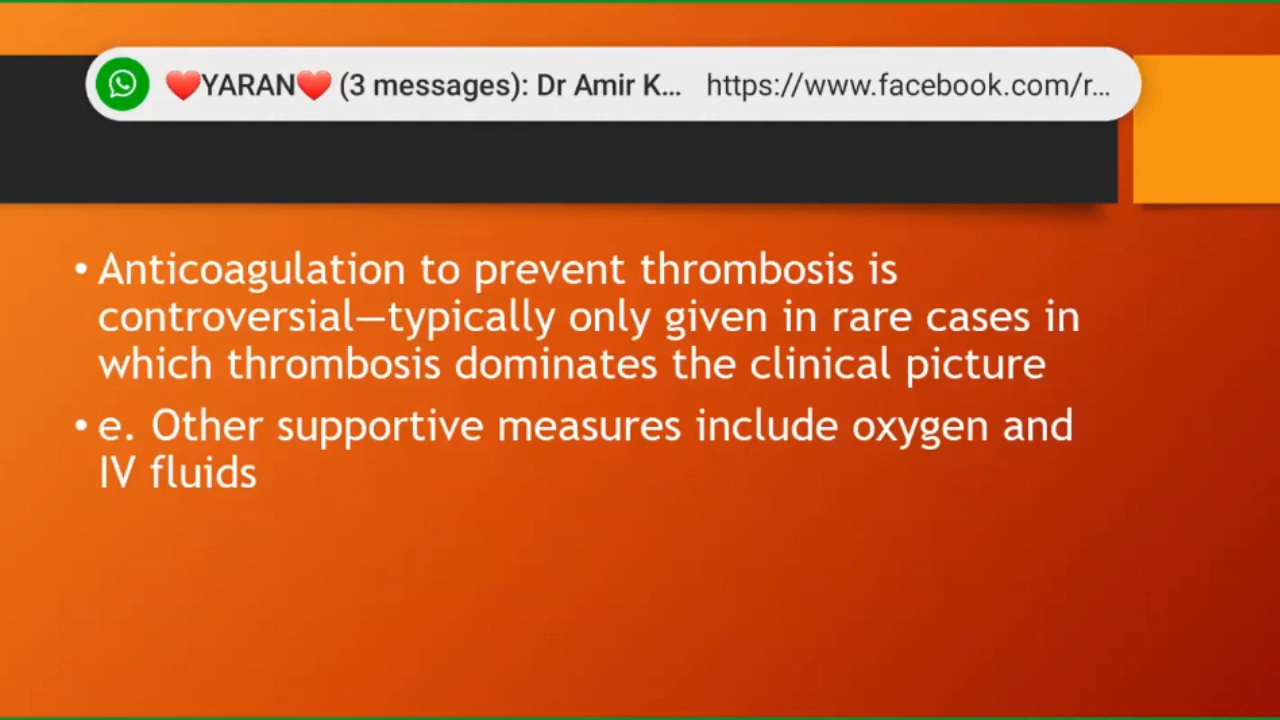 ❤️YARAN❤️ (3 messages): Dr Amir K... https://www.facebook.com/r...
• Anticoagulation to prevent thrombosis is
controversial—typically only given in rare cases in
which thrombosis dominates the clinical picture
• e. Other supportive measures include oxygen and
IV fluids